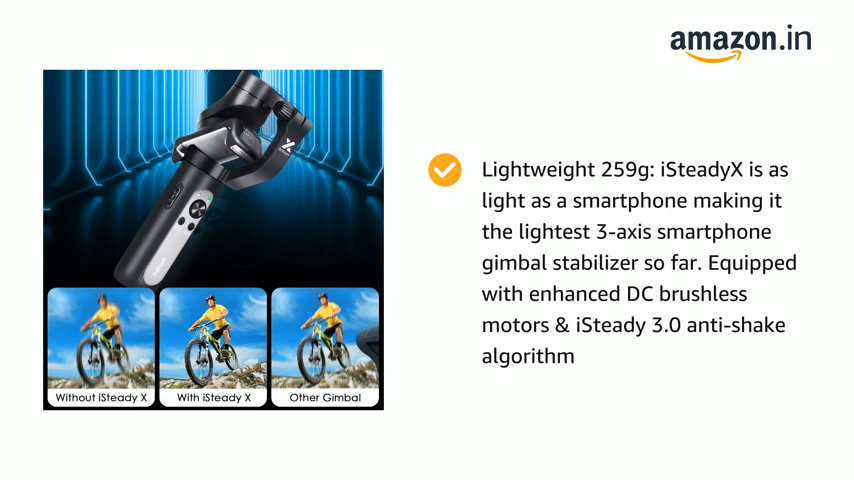 amazon.in
Lightweight 259g: iSteadyX is as
light as a smartphone making it
the lightest 3-axis smartphone
gimbal stabilizer so far. Equipped
with enhanced DC brushless
motors & iSteady 3.0 anti-shake
algorithm
X
Without iSteady X
With iSteady X
Other Gimbal